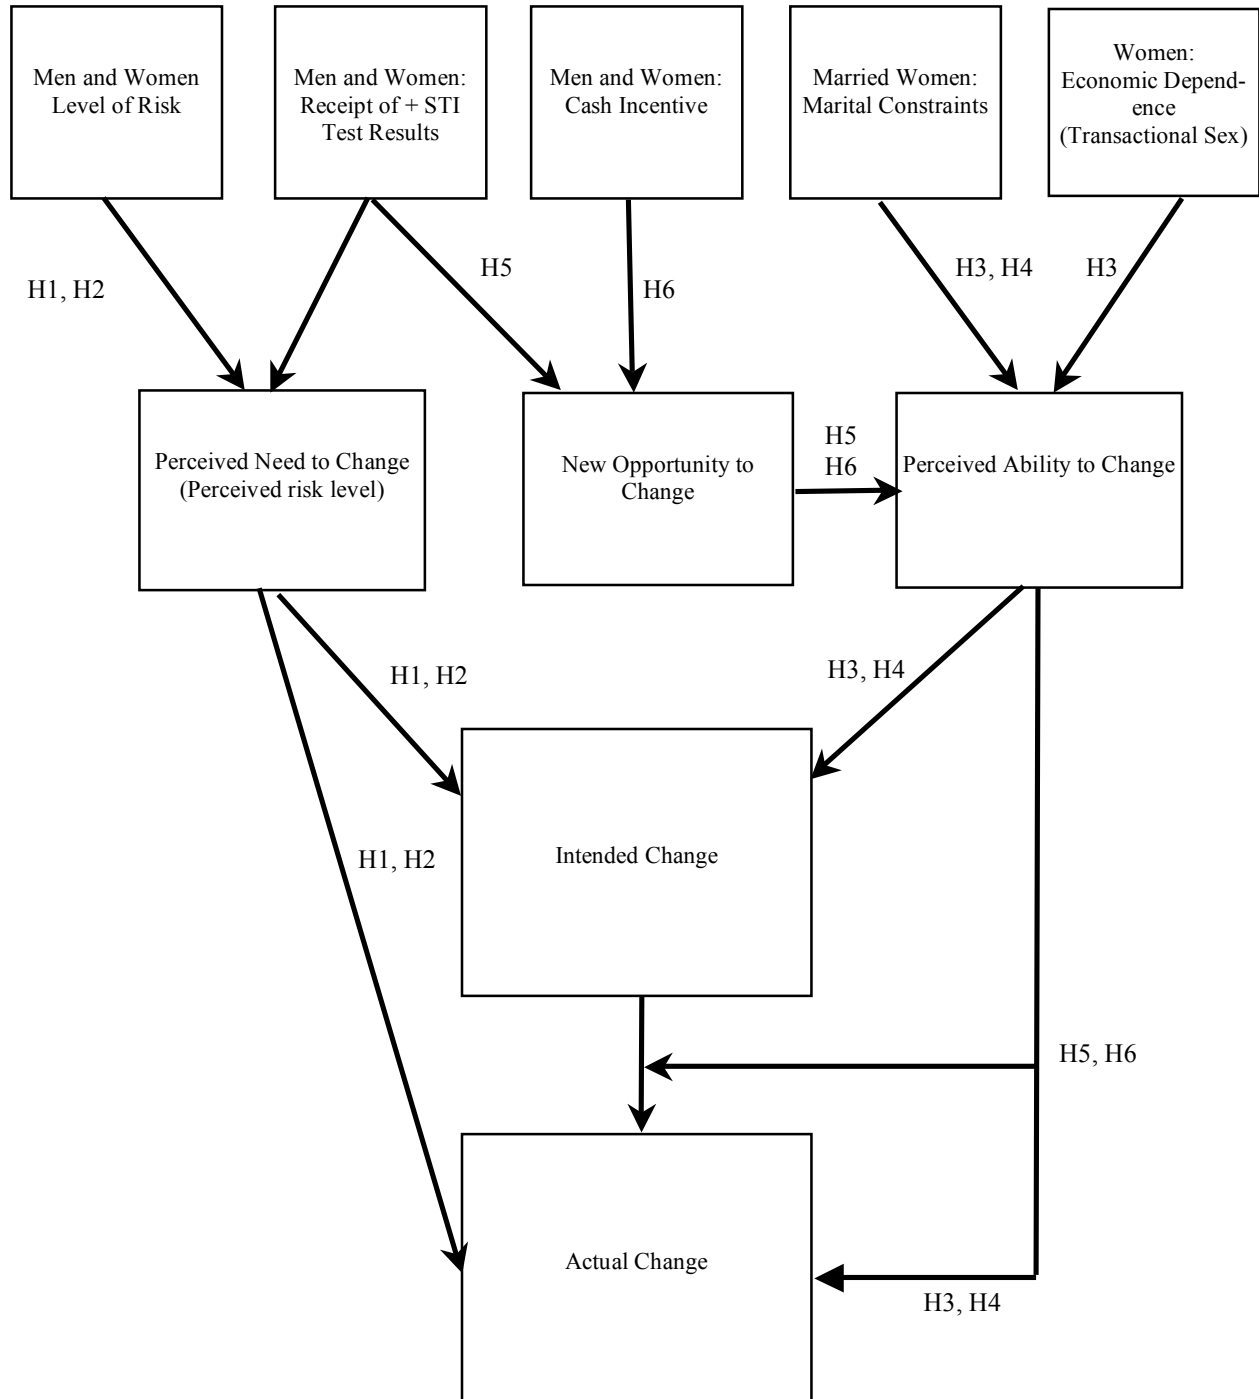 Men and Women
Level of Risk
Men and Women:
Receipt of + STI
Test Results
Men and Women:
Cash Incentive
Married Women:
Marital Constraints
Women:
Economic Depend-
ence
(Transactional Sex)
H1, H2
H5
H6
H3, H4
H3
Perceived Need to Change
(Perceived risk level)
New Opportunity to
Change
H5
H6
Perceived Ability to Change
H1, H2
H3, H4
H1, H2
Intended Change
H5, H6
Actual Change
H3, H4